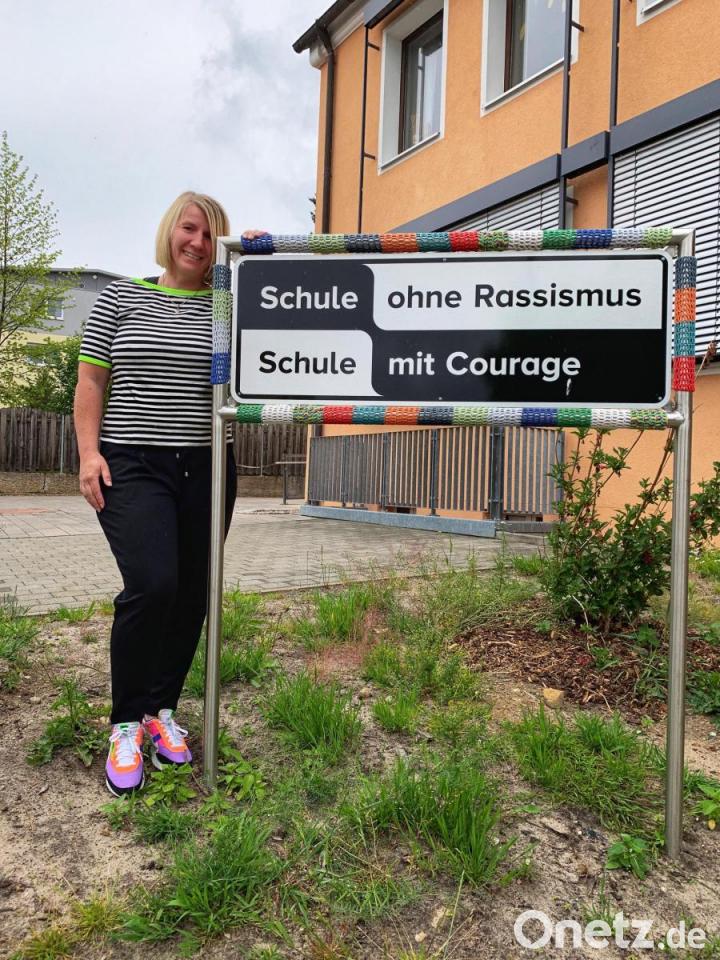 Schule ohne Rassismus
Schule mit Courage
Onetz.de